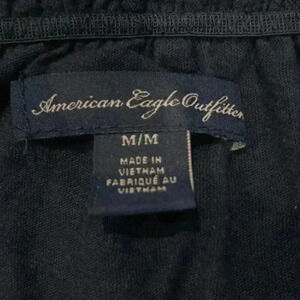 American Eagle Outfitters
M/M
MADE IN
VIETNAM
FABRIQUÉ AU
VIETNAM